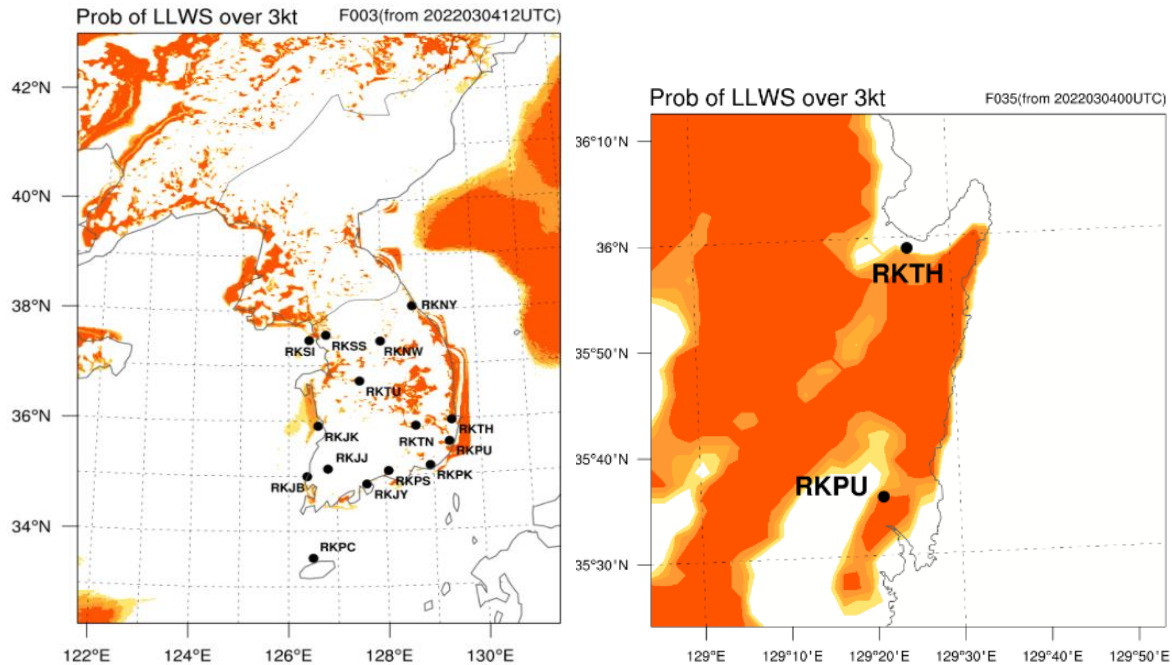 Prob of LLWS over 3kt F003(from 2022030412UTC)
42°N
40°N
38°N
36°N
34°N
122°E 124°E 126°E 128°E 130°E
RKNY
RKSI
RKSS
RKNW
RKTU
RKJK
RKTN
RKTH
RKPU
RKJJ
RKJB
RKPS
RKPK
RKJY
RKPC
Prob of LLWS over 3kt F035(from 2022030400UTC)
36°10'N
36°N
35°50'N
35°40'N
35°30'N
RKTH
RKPU
129°E 129°10'E 129°20'E 129°30'E 129°40'E 129°50'E